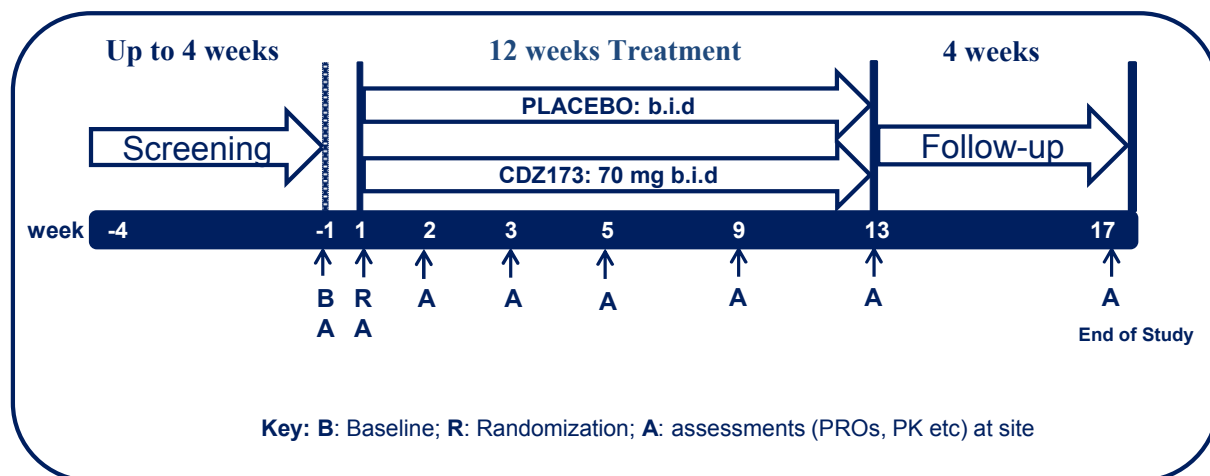 Up to 4 weeks 12 weeks Treatment 4 weeks
PLACEBO: b.i.d
Screening Follow-up
CDZ173: 70 mg b.i.d
week -4 -1 1 2 3 5 9 13 17
B R A A A A A A
A A
End of Study
Key: B: Baseline; R: Randomization; A: assessments (PROs, PK etc) at site